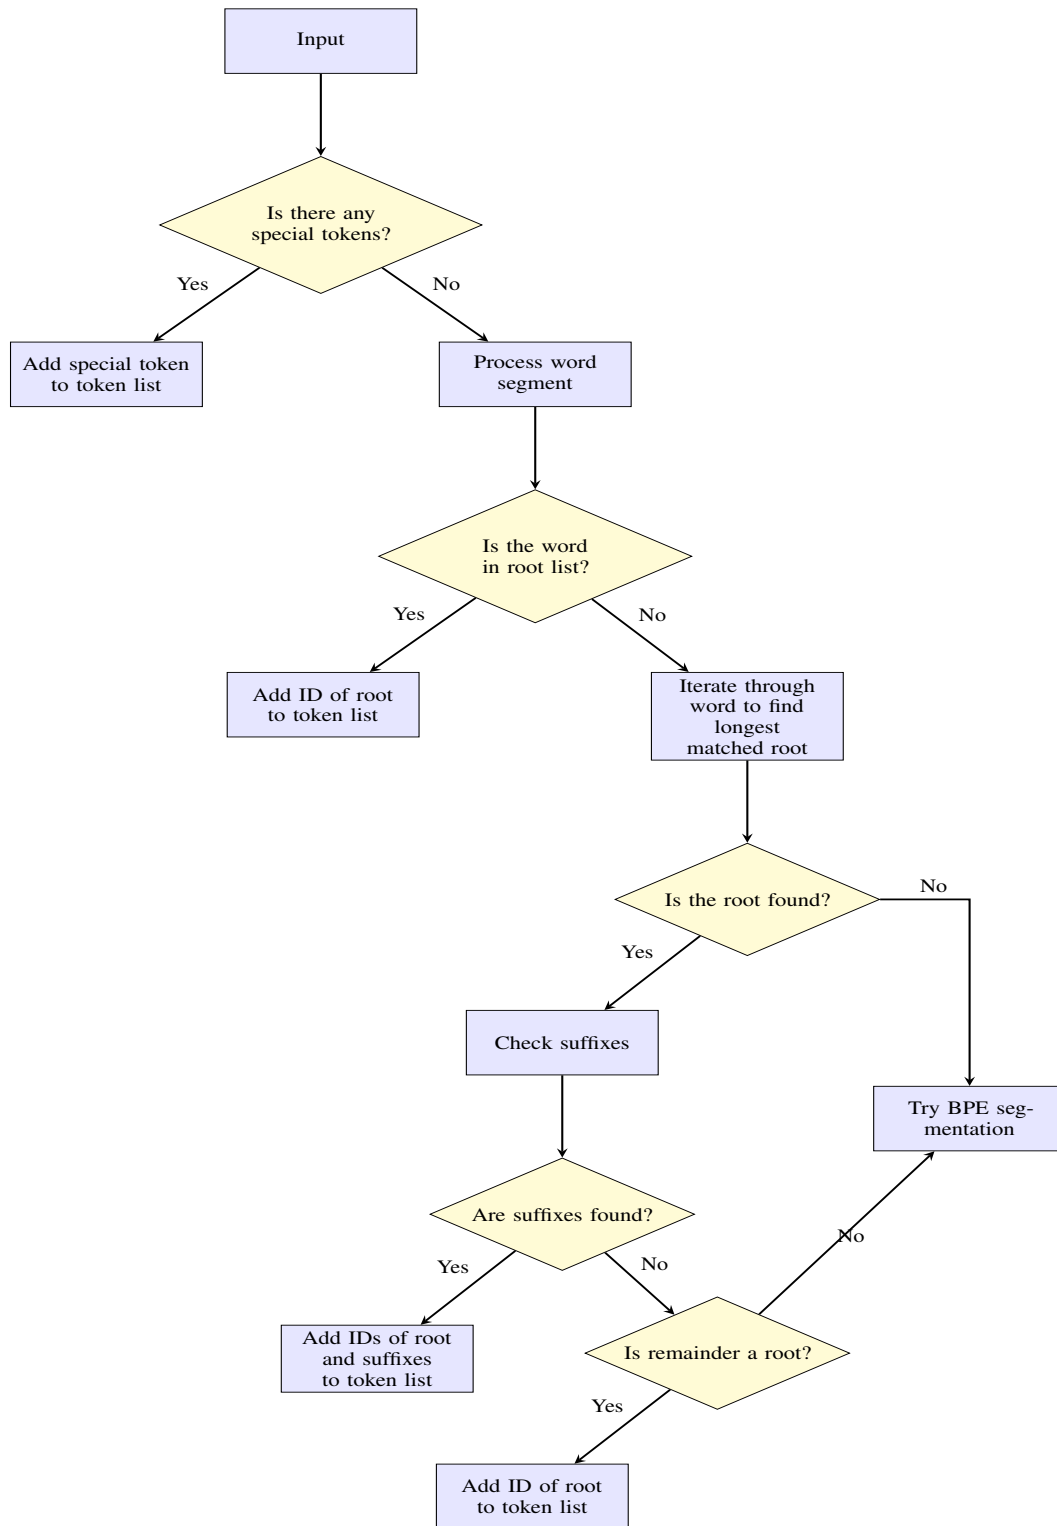 Input
Is there any
special tokens?
Yes
No
Add special token
to token list
Process word
segment
Is the word
in root list?
Yes
No
Add ID of root
to token list
Iterate through
word to find
longest
matched root
Is the root found?
No
Yes
Check suffixes
Try BPE seg-
mentation
Are suffixes found?
No
Yes
No
Add IDs of root
and suffixes
to token list
Is remainder a root?
Yes
Add ID of root
to token list